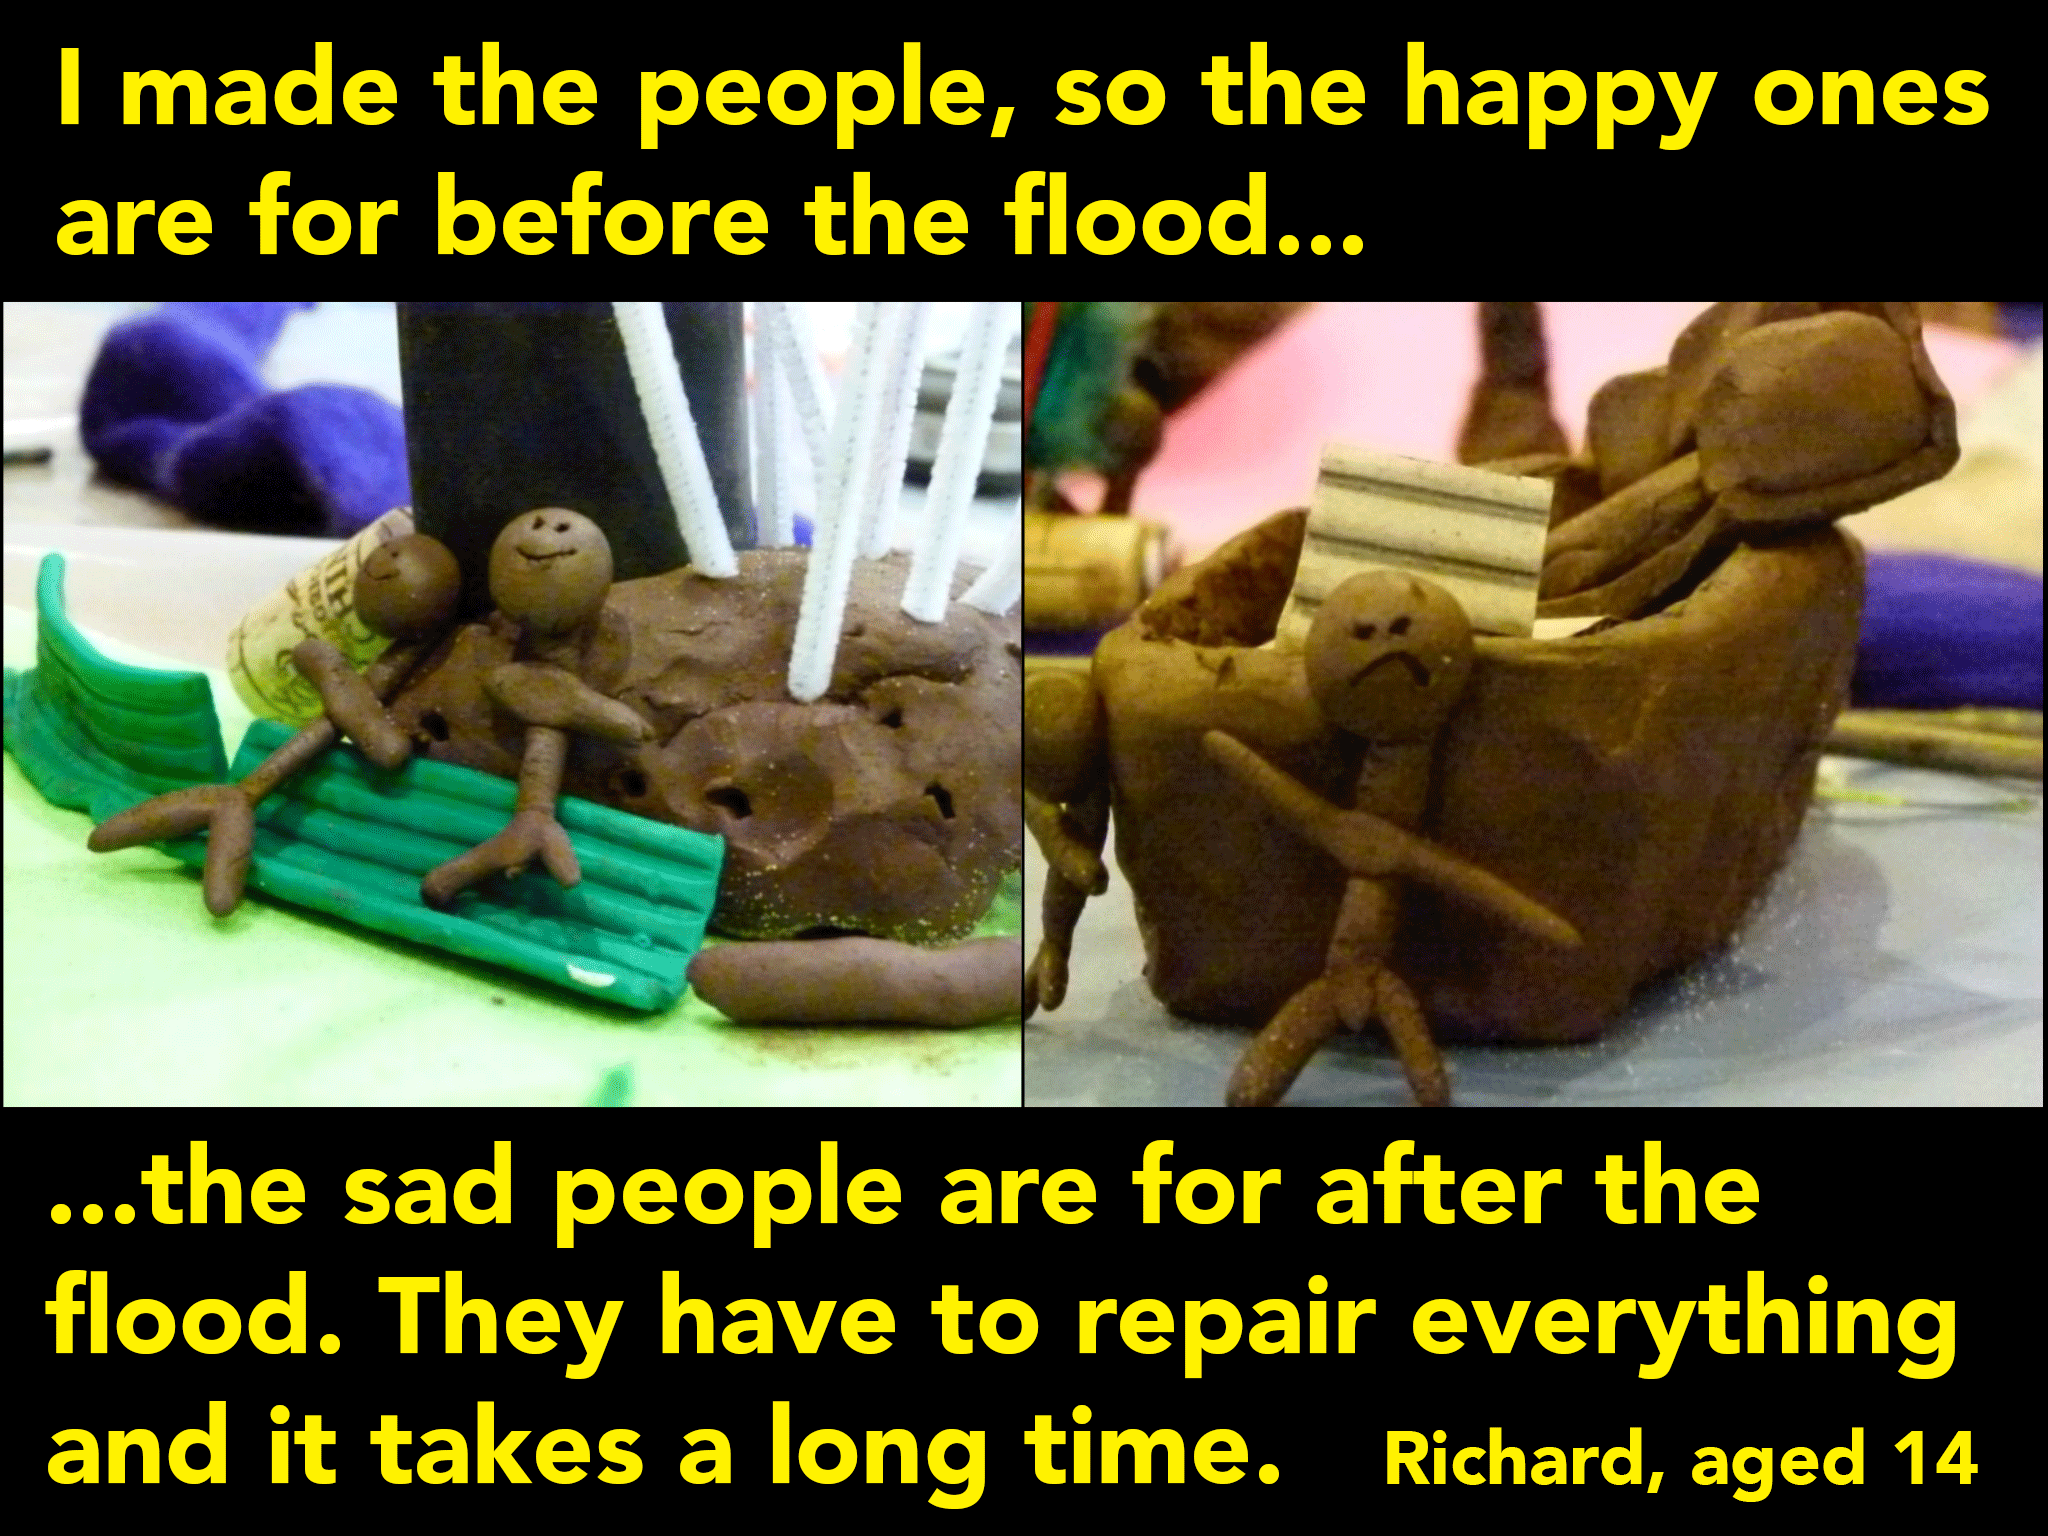 I made the people, so the happy ones
are for before the flood...
...the sad people are for after the
flood. They have to repair everything
and it takes a long time. Richard, aged 14